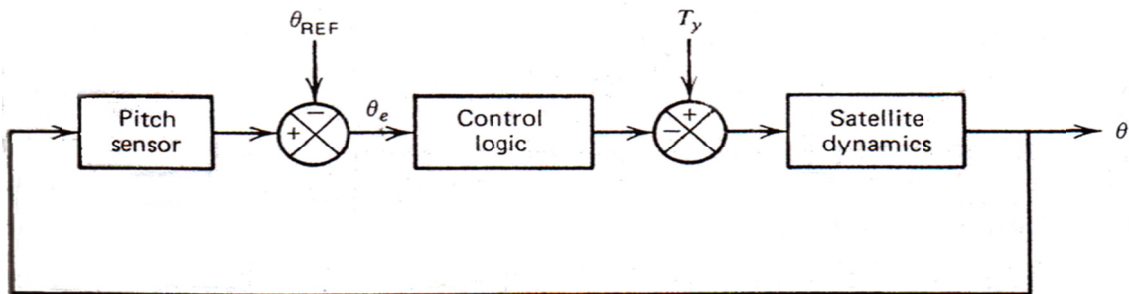 θREF
Ty
Pitch
sensor
−
+
θe
Control
logic
+
−
Satellite
dynamics
θ